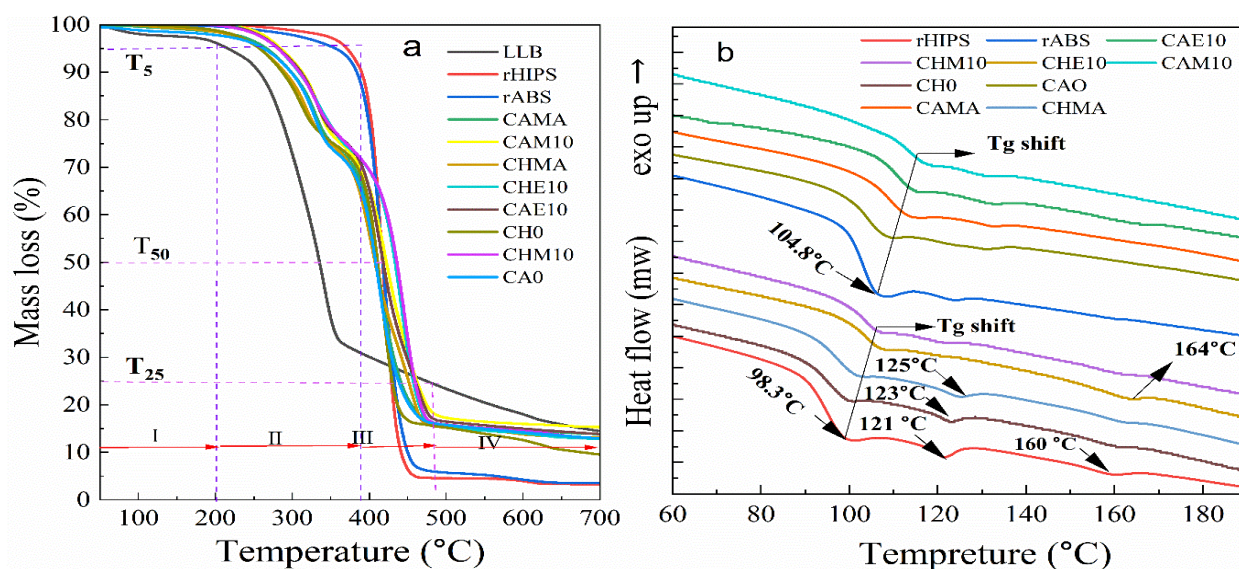 a
LLB
rHIPS
rABS
CAMA
CAM10
CHMA
CHE10
CAE10
CH0
CHM10
CA0
T5
T50
T25
I
II
III
IV
100
90
80
70
60
50
40
30
20
10
0
100 200 300 400 500 600 700
Temperature (°C)
Mass loss (%)
b
rHIPS rABS CAE10
CHM10 CHE10 CAM10
CH0 CAO
CAMA CHMA
Tg shift
104.8°C
Tg shift
164°C
125°C
98.3°C
123°C
121 °C
160 °C
60 80 100 120 140 160 180
Tempreture (°C)
Heat flow (mw) exo up →